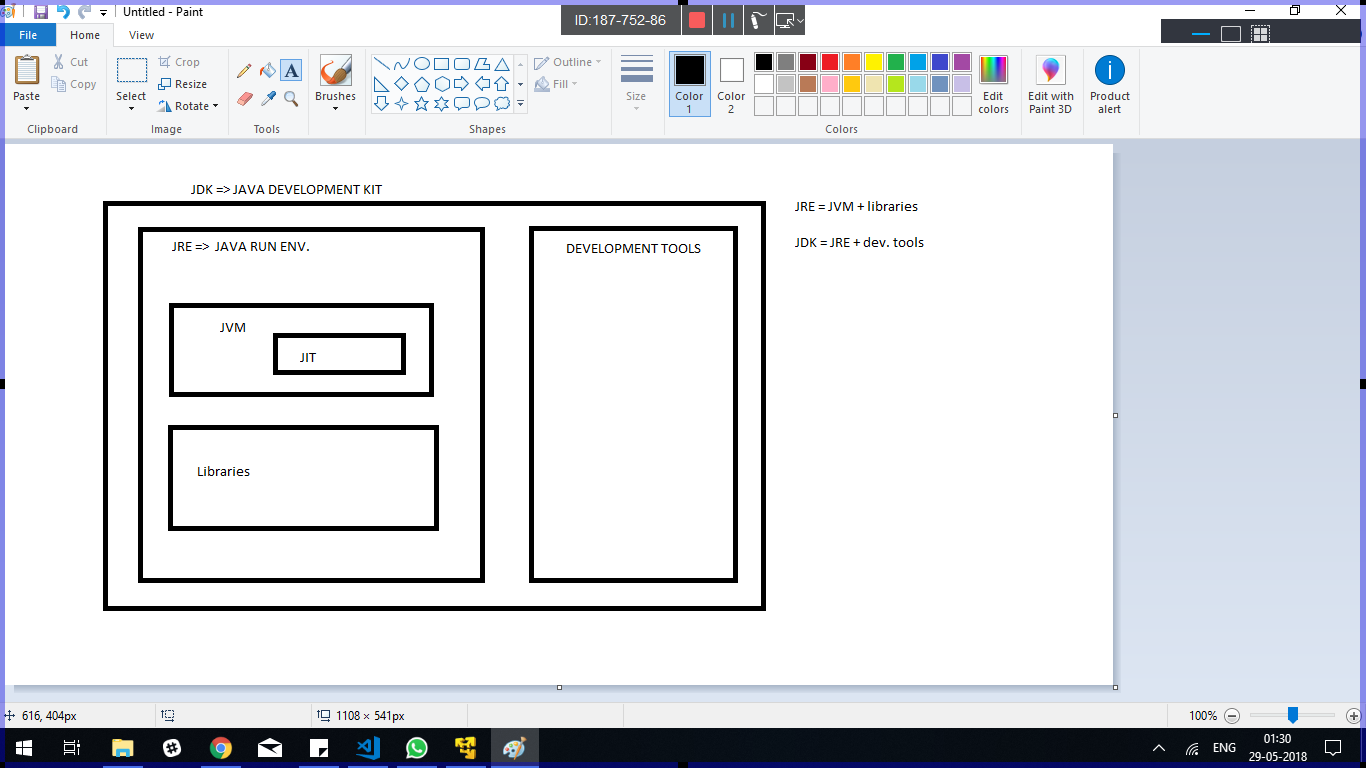 Untitled - Paint
ID:187-752-86
File
Home
View
Paste
Cut
Copy
Clipboard
Select
Crop
Resize
Rotate
Image
A
Tools
Brushes
Outline
Fill
Shapes
Size
Color 1
Color 2
Colors
Edit colors
Edit with Paint 3D
Product alert
JDK => JAVA DEVELOPMENT KIT
JRE => JAVA RUN ENV.
JVM
JIT
Libraries
DEVELOPMENT TOOLS
JRE = JVM + libraries
JDK = JRE + dev. tools
616, 404px
1108 × 541px
100%
ENG
01:30
29-05-2018